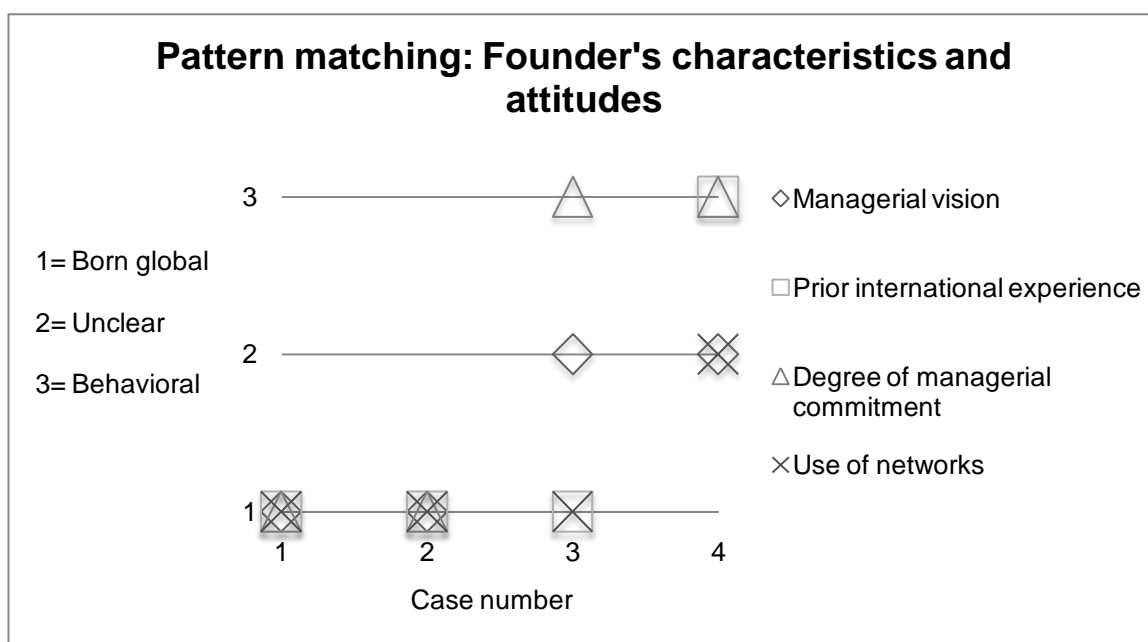 Pattern matching: Founder's characteristics and
attitudes
3
2
1
1= Born global
2= Unclear
3= Behavioral
1 2 3 4
Case number
Managerial vision
Prior international experience
Degree of managerial
commitment
Use of networks